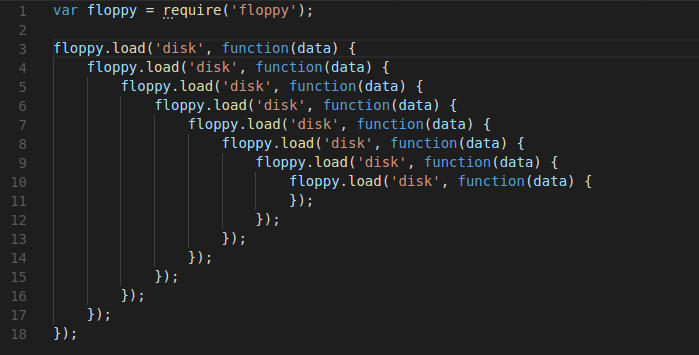 1 var floppy = require('floppy');
2
3 floppy.load('disk', function(data) {
4     floppy.load('disk', function(data) {
5         floppy.load('disk', function(data) {
6             floppy.load('disk', function(data) {
7                 floppy.load('disk', function(data) {
8                     floppy.load('disk', function(data) {
9                         floppy.load('disk', function(data) {
10                             floppy.load('disk', function(data) {
11                             });
12                         });
13                     });
14                 });
15             });
16         });
17     });
18 });